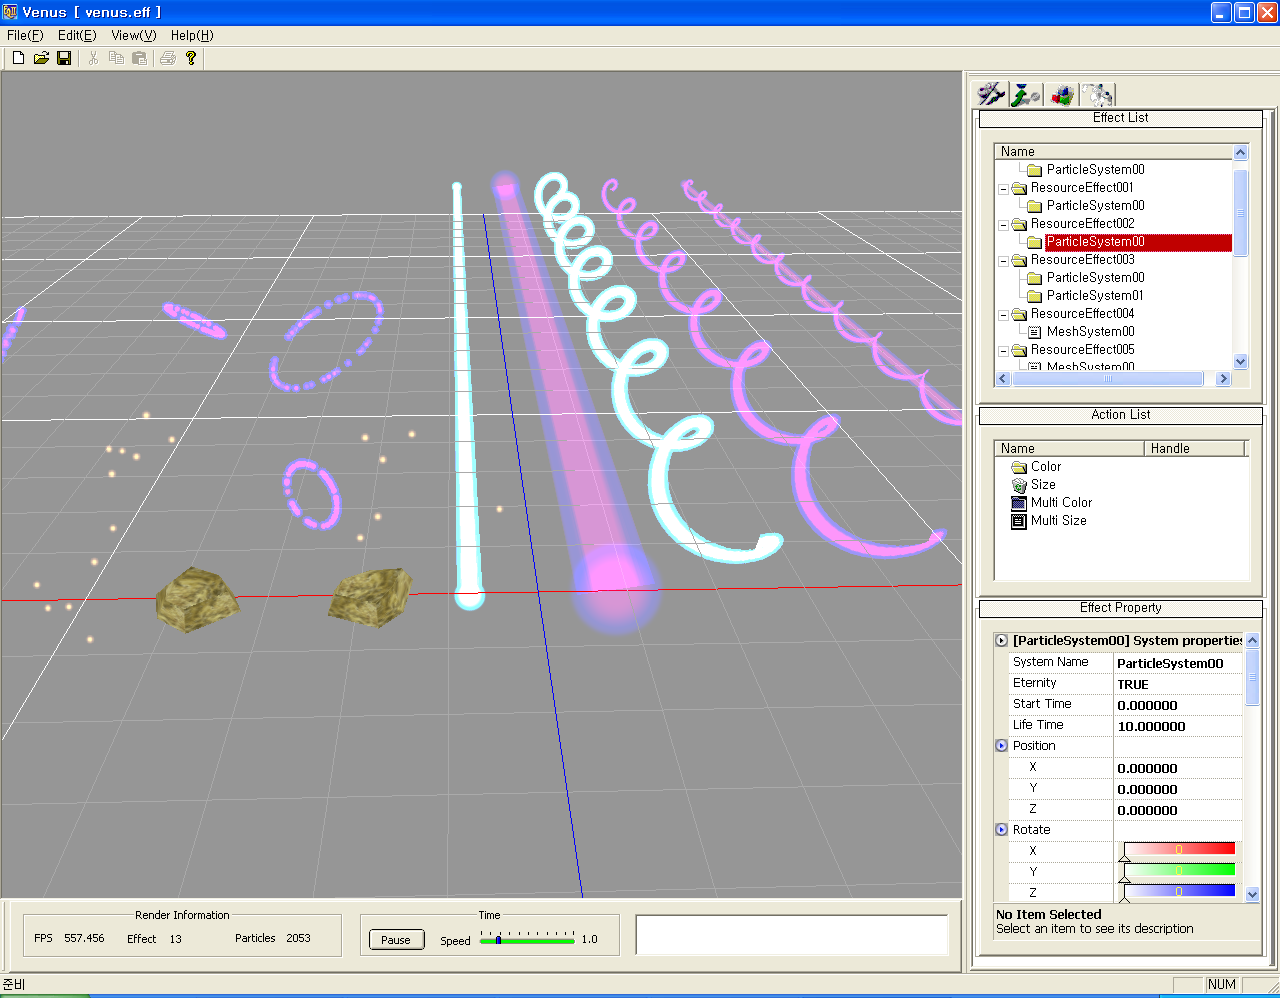 Venus [ venus.eff ]
File(F) Edit(E) View(V) Help(H)
Effect List
Name
ParticleSystem00
ResourceEffect001
ParticleSystem00
ResourceEffect002
ParticleSystem00
ResourceEffect003
ParticleSystem00
ParticleSystem01
ResourceEffect004
MeshSystem00
ResourceEffect005
MeshSystem00
Action List
Name Handle
Color
Size
Multi Color
Multi Size
Effect Property
[ParticleSystem00] System properties
System Name ParticleSystem00
Eternity TRUE
Start Time 0.000000
Life Time 10.000000
Position
X 0.000000
Y 0.000000
Z 0.000000
Rotate
X 0
Y 0
Z 0
No Item Selected
Select an item to see its description
Render Information
FPS 557.456 Effect 13 Particles 2053
Time
Pause Speed 1.0
준비 NUM